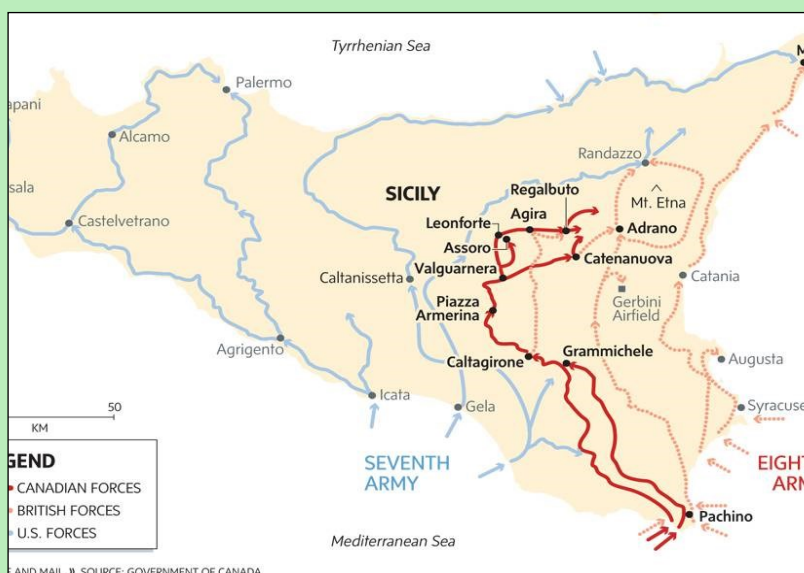 Tyrrhenian Sea
M
Palermo
apani
Alcamo
Randazzo
sala
SICILY
Regalbuto
Mt. Etna
Castelvetrano
Leonforte
Agira
Adrano
Assoro
Catenanuova
Valguarnera
Caltanissetta
Catania
Gerbini
Airfield
Piazza
Armerina
Agrigento
Caltagirone
Grammichele
Augusta
Icata
Gela
Syracuse
50
KM
SEVENTH
ARMY
EIGHT
ARM
GEND
CANADIAN FORCES
BRITISH FORCES
U.S. FORCES
Pachino
Mediterranean Sea
E AND MAIL » SOURCE: GOVERNMENT OF CANADA